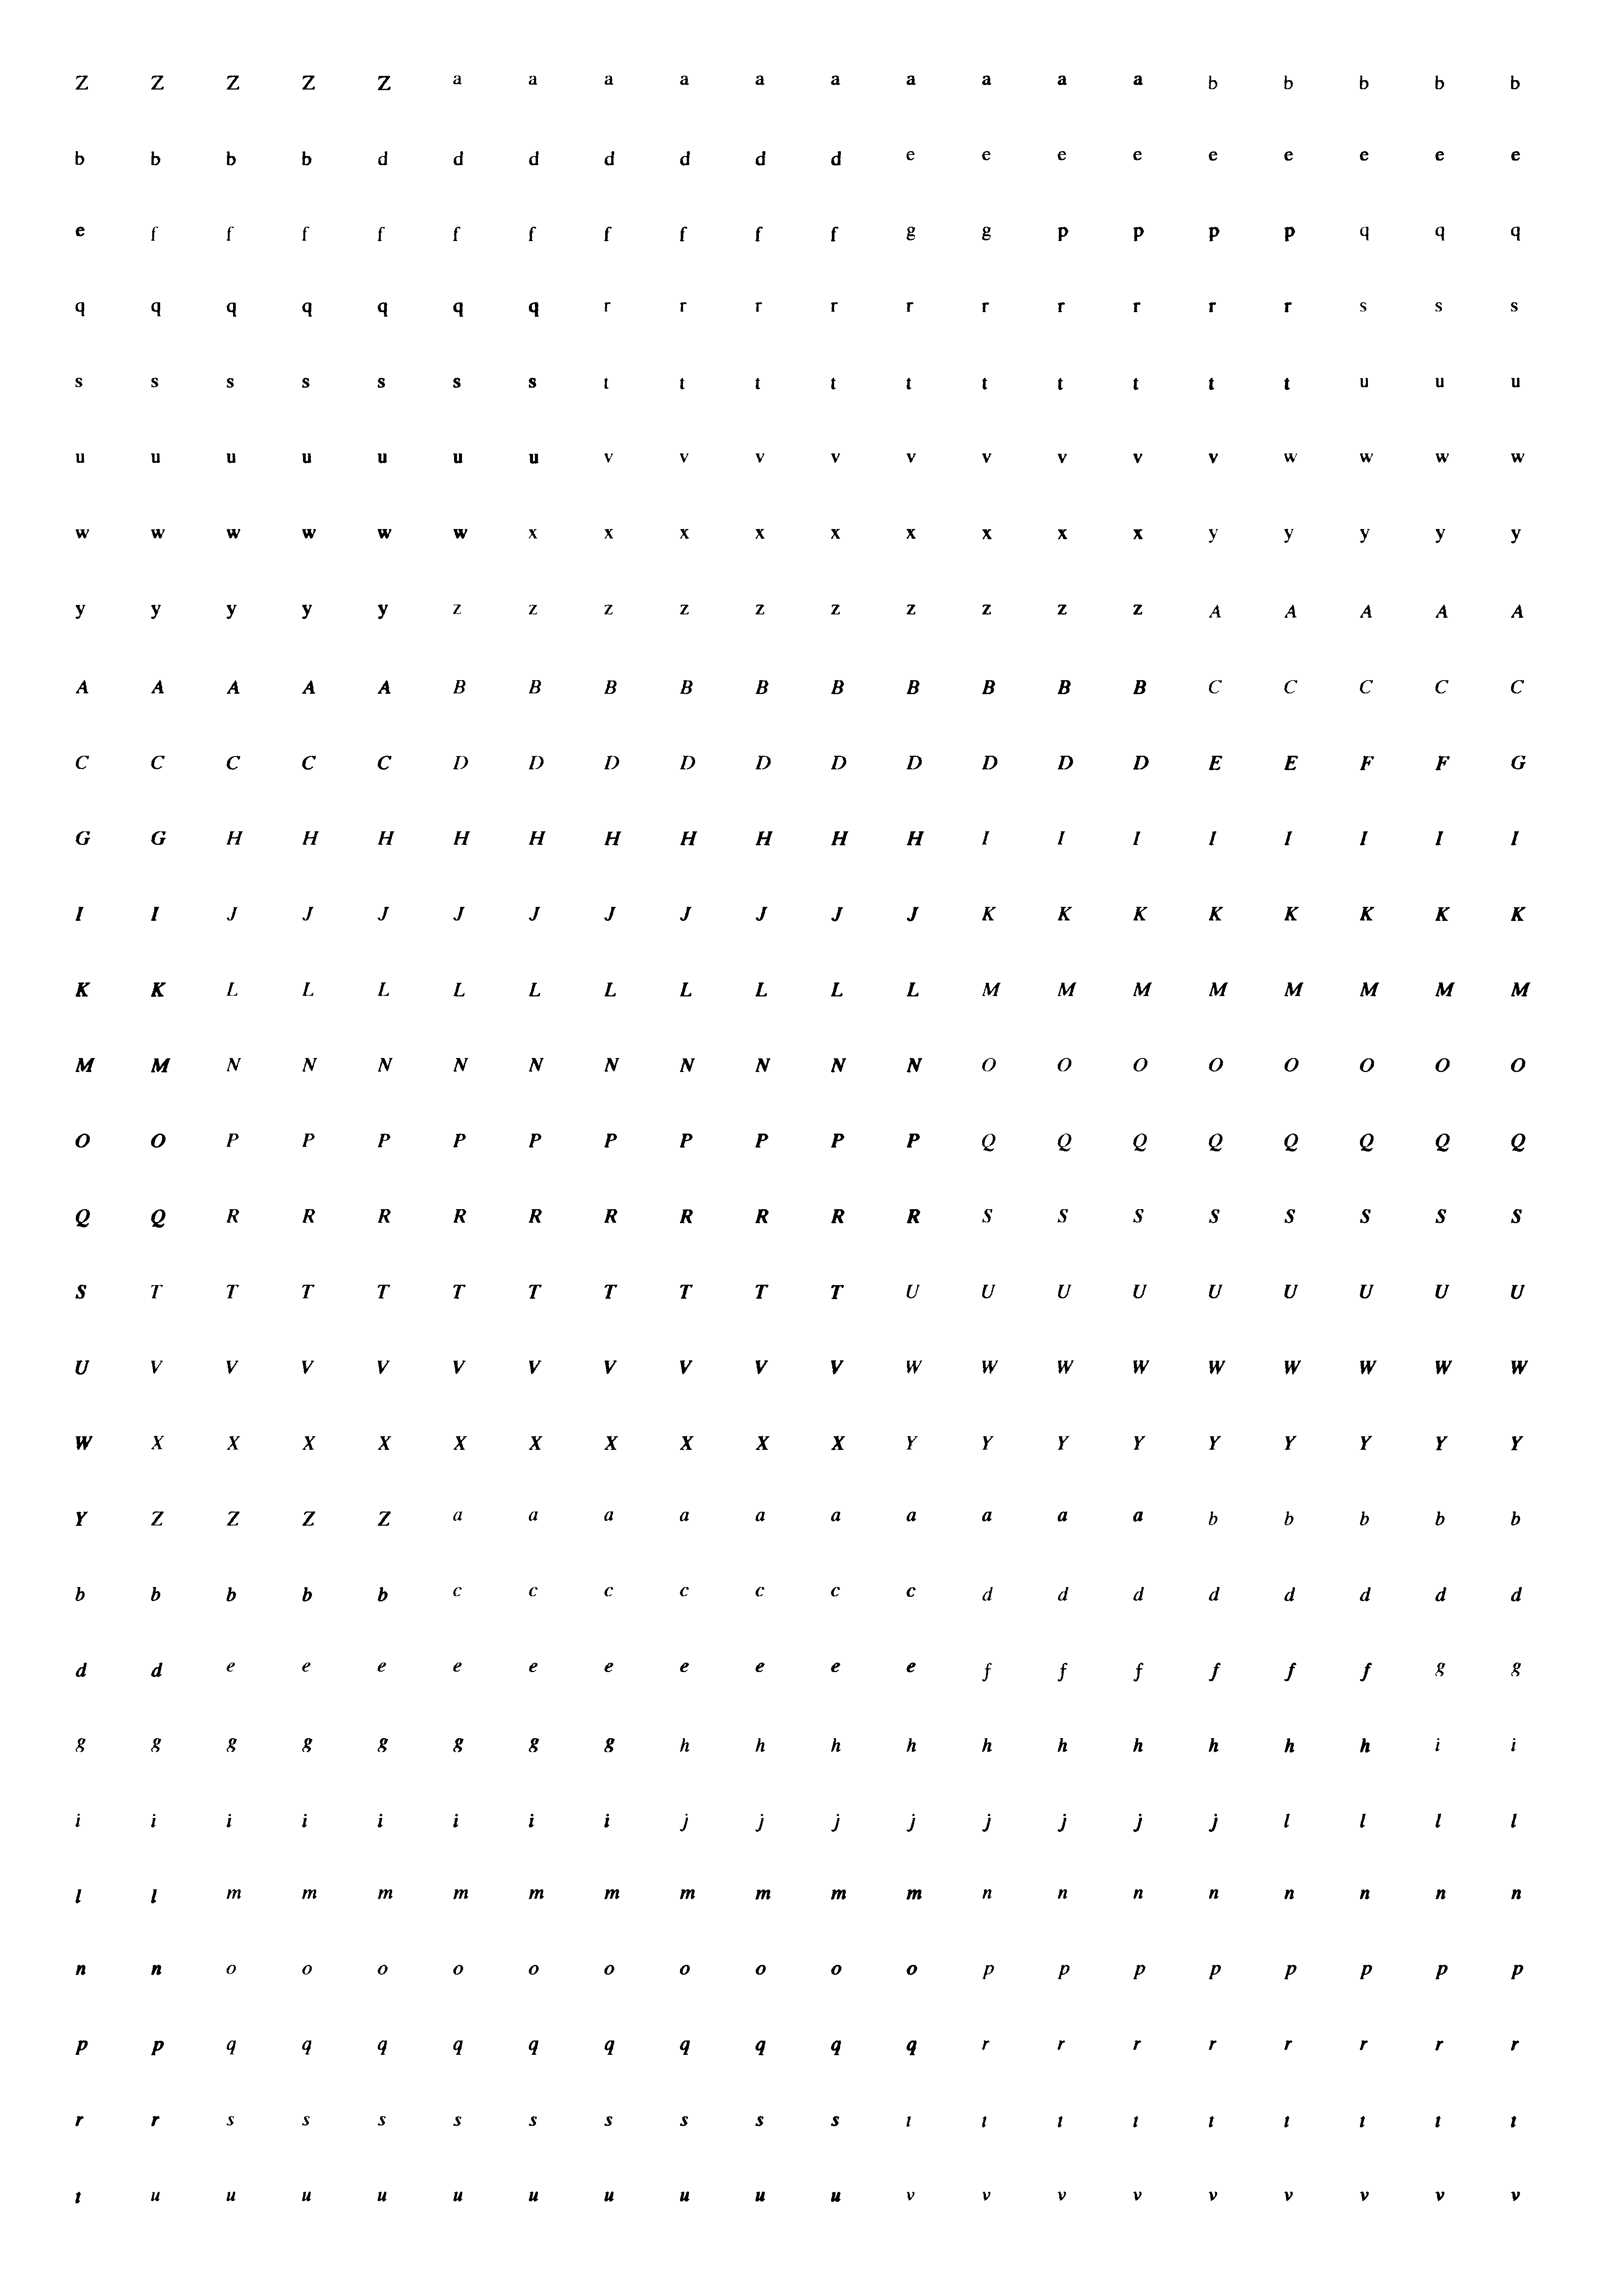 Z Z Z Z Z a a a a a a a a a a b b b b b
b b b b d d d d d d d e e e e e e e e e
e f f f f f f f f f f g g p p p p q q q
q q q q q q q r r r r r r r r r r s s s
s s s s s s s t t t t t t t t t t u u u
u u u u u u u v v v v v v v v v w w w w
w w w w w w x x x x x x x x x y y y y y
y y y y y z z z z z z z z z z A A A A A
A A A A A B B B B B B B B B B C C C C C
C C C C C D D D D D D D D D D E E F F G
G G H H H H H H H H H H I I I I I I I I
I I J J J J J J J J J J K K K K K K K K
K K L L L L L L L L L L M M M M M M M M
M M N N N N N N N N N N O O O O O O O O
O O P P P P P P P P P P Q Q Q Q Q Q Q Q
Q Q R R R R R R R R R R S S S S S S S S
S T T T T T T T T T T U U U U U U U U U
U V V V V V V V V V V W W W W W W W W W
W X X X X X X X X X X Y Y Y Y Y Y Y Y Y
Y Z Z Z Z a a a a a a a a a a b b b b b
b b b b b c c c c c c c d d d d d d d d
d d e e e e e e e e e e f f f f f f g g
g g g g g g g g h h h h h h h h h h i i
i i i i i i i i j j j j j j j j l l l l
l l m m m m m m m m m m n n n n n n n n
n n o o o o o o o o o o p p p p p p p p
p p q q q q q q q q q q r r r r r r r r
r r s s s s s s s s s t t t t t t t t t
t u u u u u u u u u u v v v v v v v v v